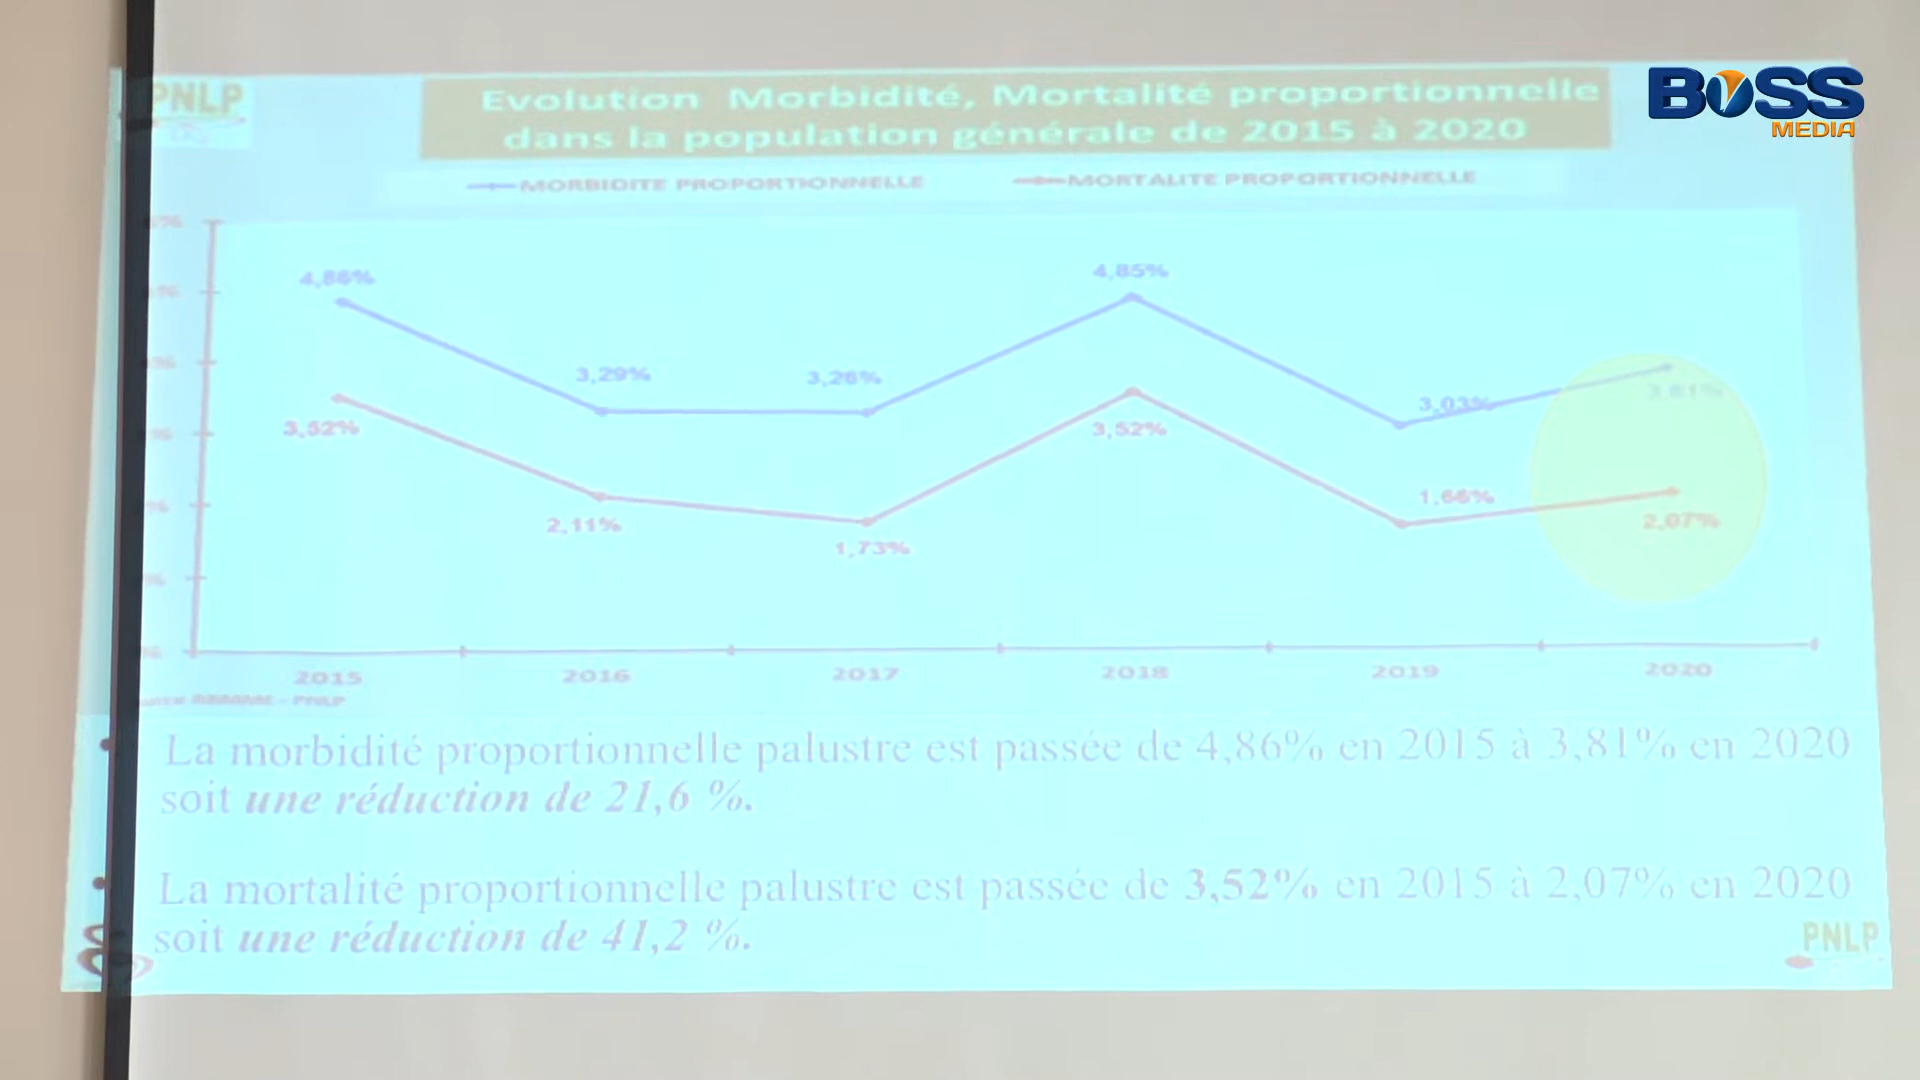 BOSS
MEDIA
PNLP
Evolution Morbidité, Mortalité proportionnelle
dans la population générale de 2015 à 2020
MORBIDITE PROPORTIONNELLE MORTALITE PROPORTIONNELLE
4,86% 4,85%
3,29% 3,26% 3,03% 3,81%
3,52% 3,52%
2,11% 1,73% 1,66% 2,07%
2015 2016 2017 2018 2019 2020
PNLP
• La morbidité proportionnelle palustre est passée de 4,86% en 2015 à 3,81% en 2020
soit une réduction de 21,6 %.
• La mortalité proportionnelle palustre est passée de 3,52% en 2015 à 2,07% en 2020
soit une réduction de 41,2 %.
PNLP